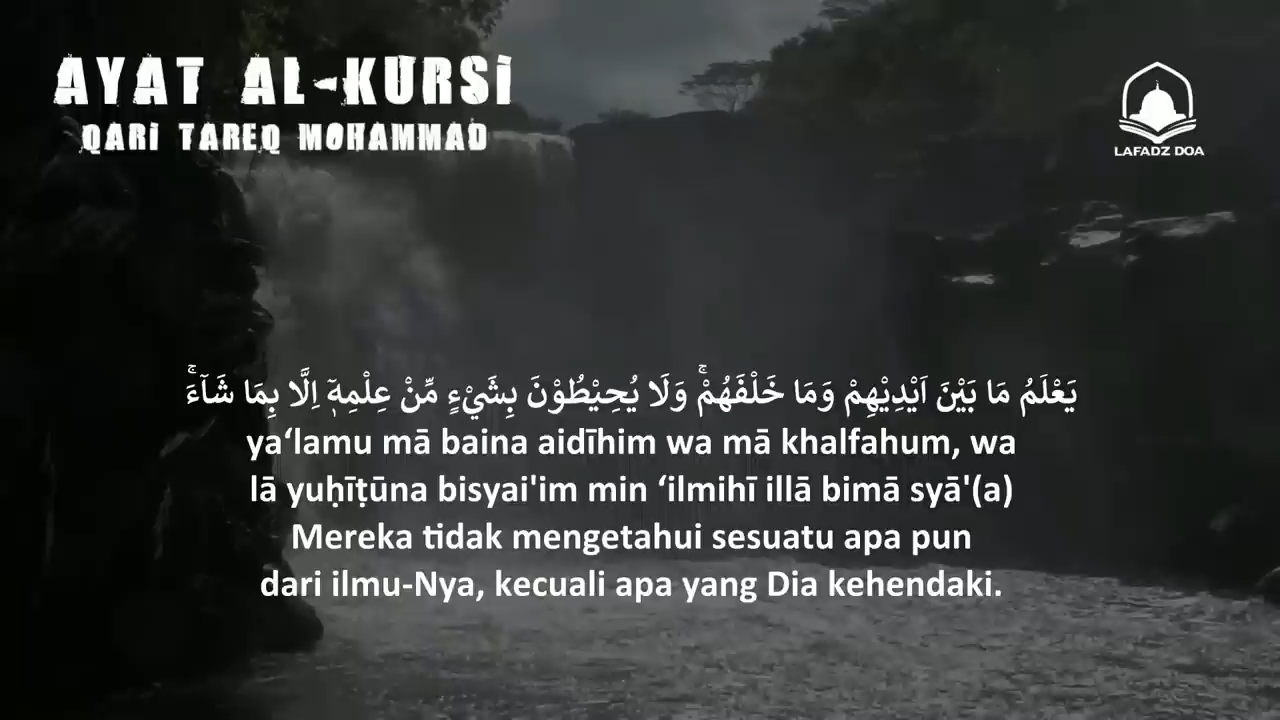 AYAT AL-KURSI
QARI TAREQ MOHAMMAD
LAFADZ DOA
يَعْلَمُ مَا بَيْنَ اَيْدِيْهِمْ وَمَا خَلْفَهُمْۚ وَلَا يُحِيْطُوْنَ بِشَيْءٍ مِّنْ عِلْمِهٖٓ اِلَّا بِمَا شَاۤءَۚ
ya‘lamu mā baina aidīhim wa mā khalfahum, wa
lā yuḥīṭūna bisyai'im min ‘ilmihī illā bimā syā'(a)
Mereka tidak mengetahui sesuatu apa pun
dari ilmu-Nya, kecuali apa yang Dia kehendaki.